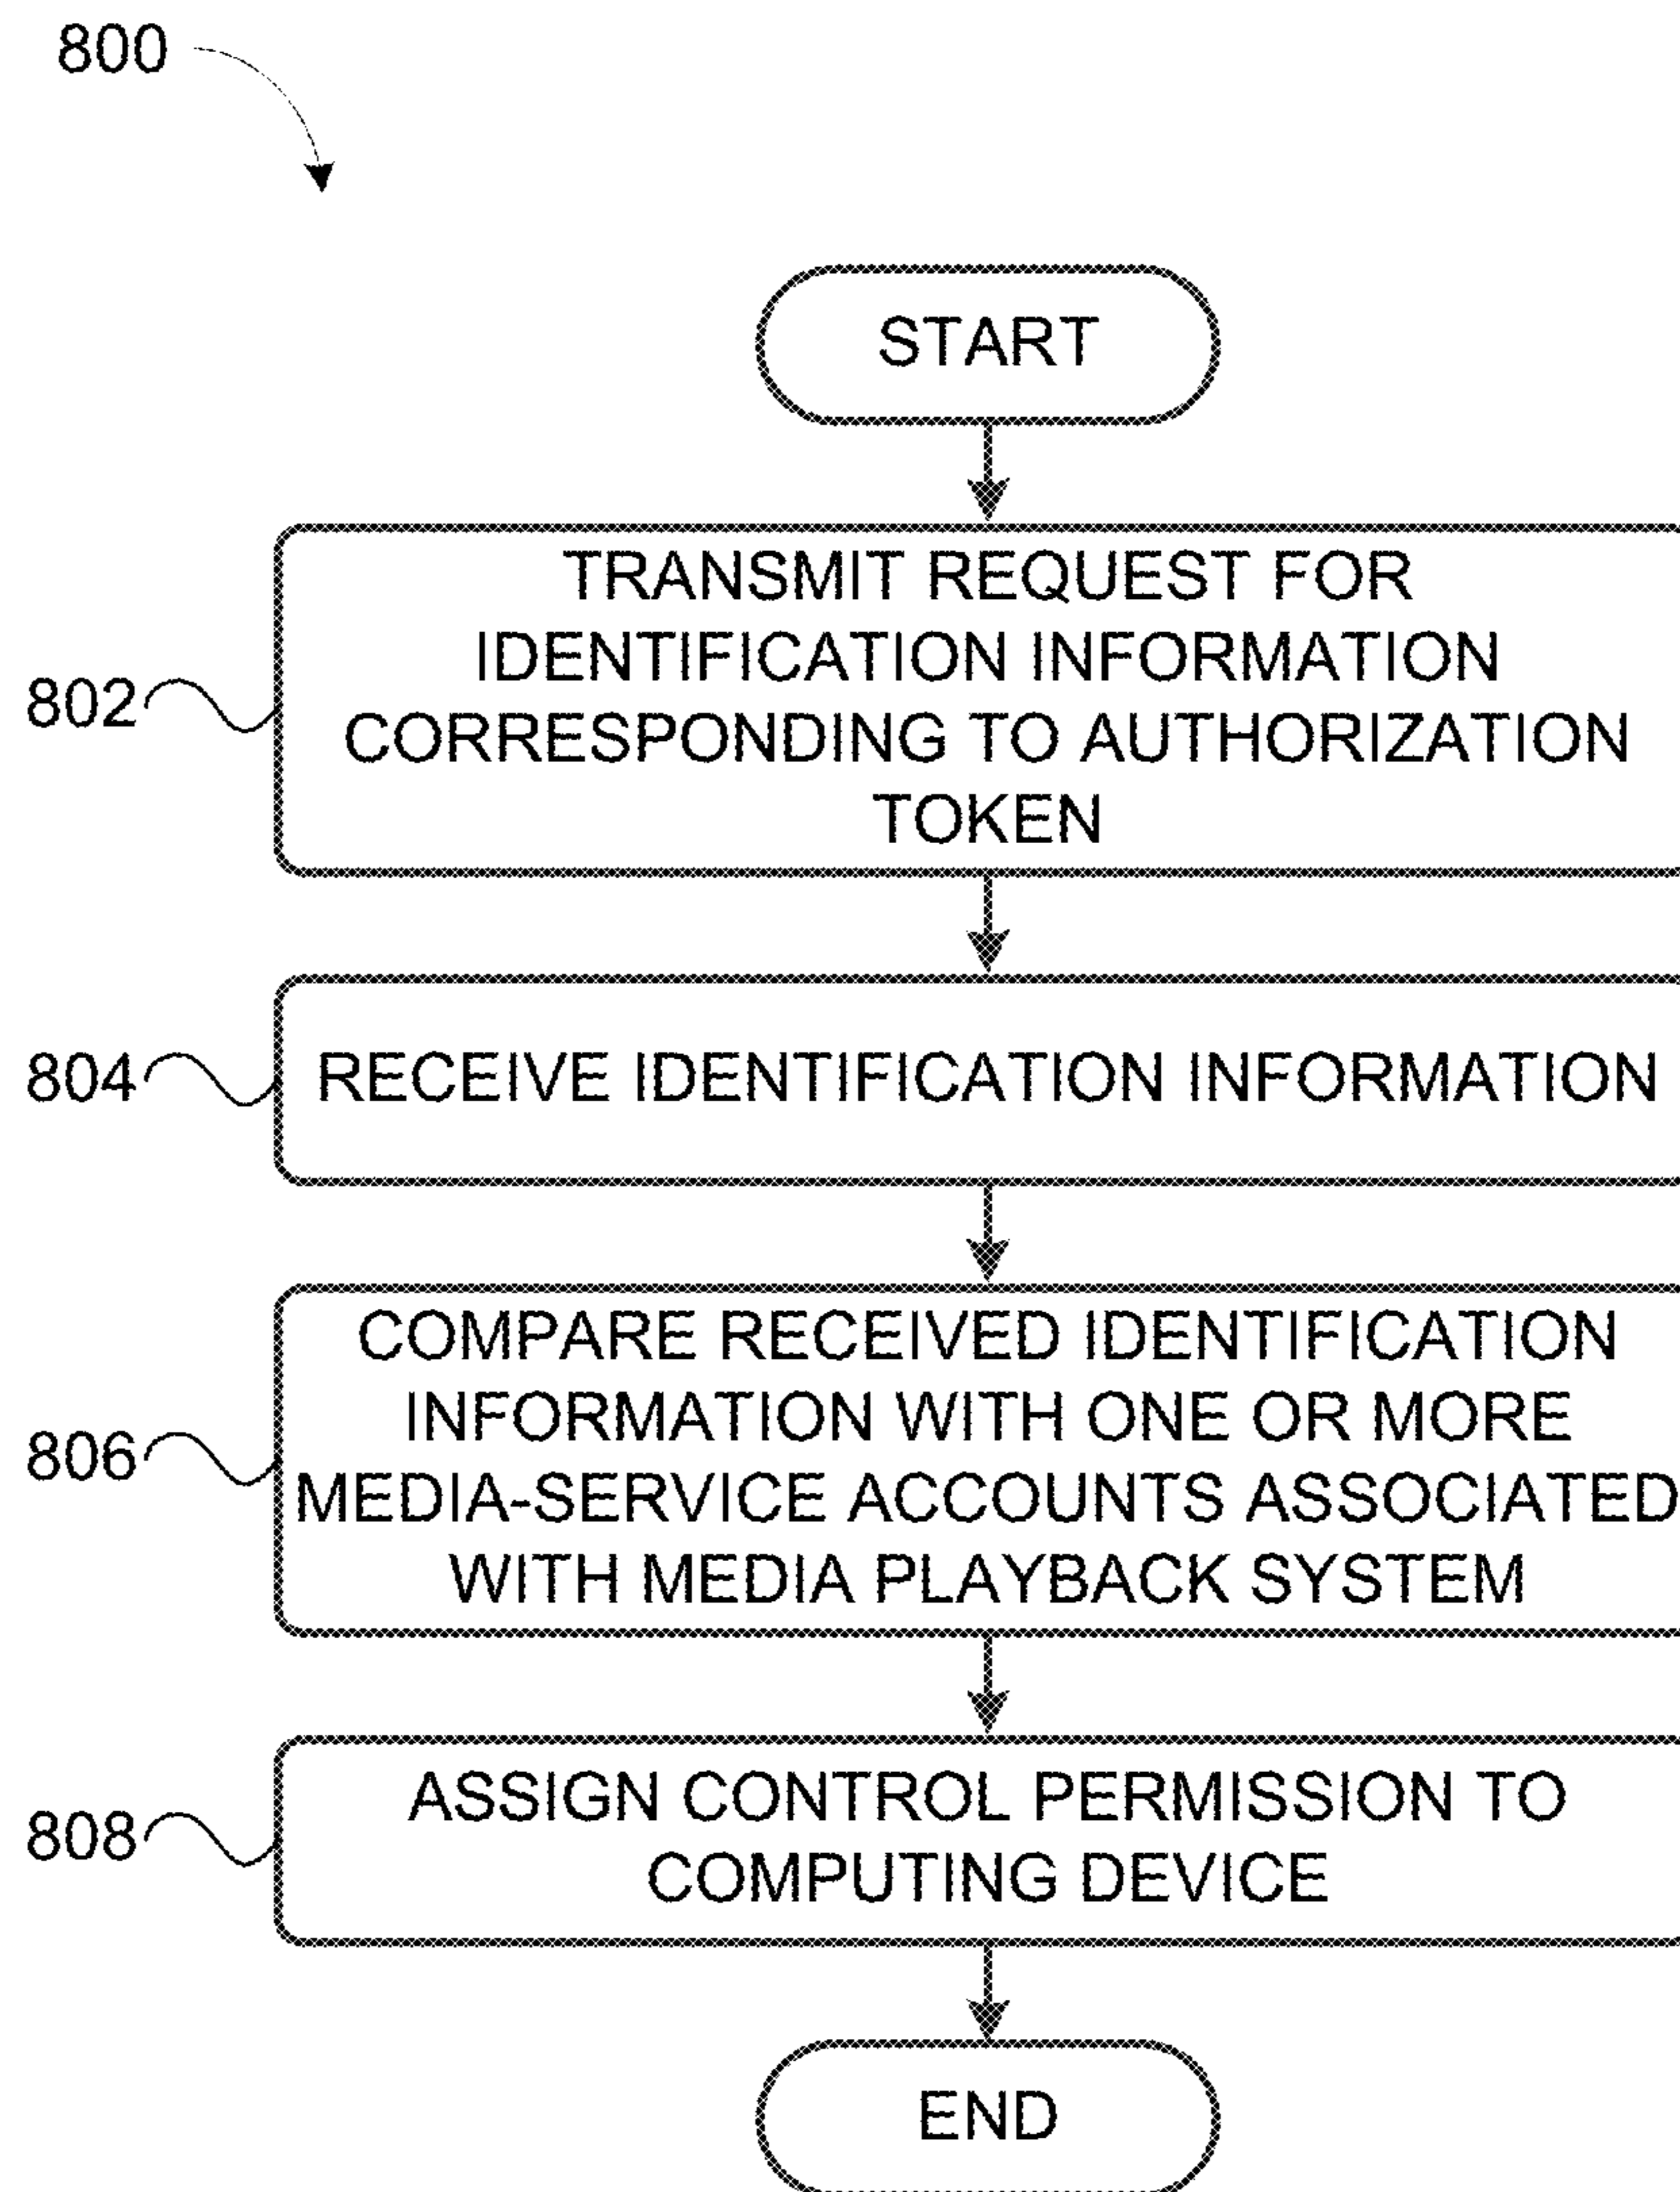 800
START
802
TRANSMIT REQUEST FOR
IDENTIFICATION INFORMATION
CORRESPONDING TO AUTHORIZATION
TOKEN
804
RECEIVE IDENTIFICATION INFORMATION
806
COMPARE RECEIVED IDENTIFICATION
INFORMATION WITH ONE OR MORE
MEDIA-SERVICE ACCOUNTS ASSOCIATED
WITH MEDIA PLAYBACK SYSTEM
808
ASSIGN CONTROL PERMISSION TO
COMPUTING DEVICE
END